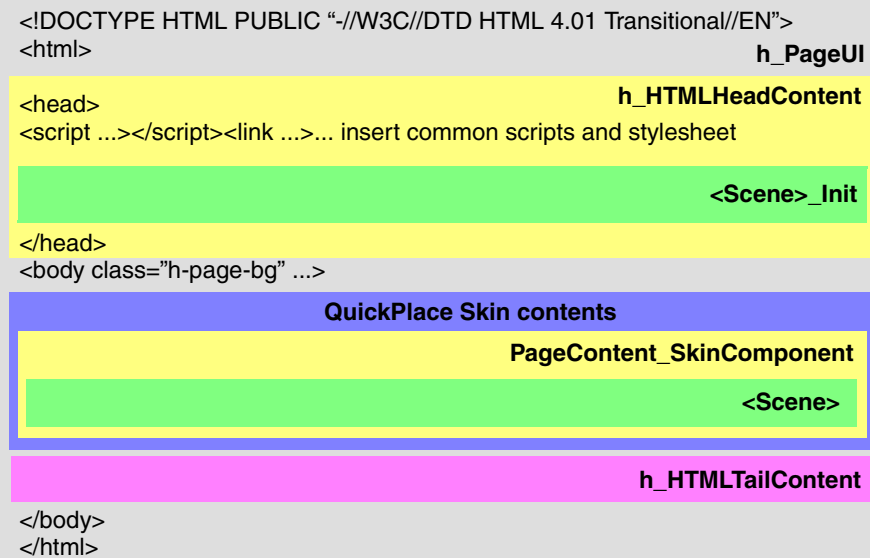 <!DOCTYPE HTML PUBLIC “-//W3C//DTD HTML 4.01 Transitional//EN”>
<html>
h_PageUI
h_HTMLHeadContent
<head>
<script ...></script><link ...>... insert common scripts and stylesheet
<Scene>_Init
</head>
<body class=”h-page-bg” ...>
QuickPlace Skin contents
PageContent_SkinComponent
<Scene>
h_HTMLTailContent
</body>
</html>